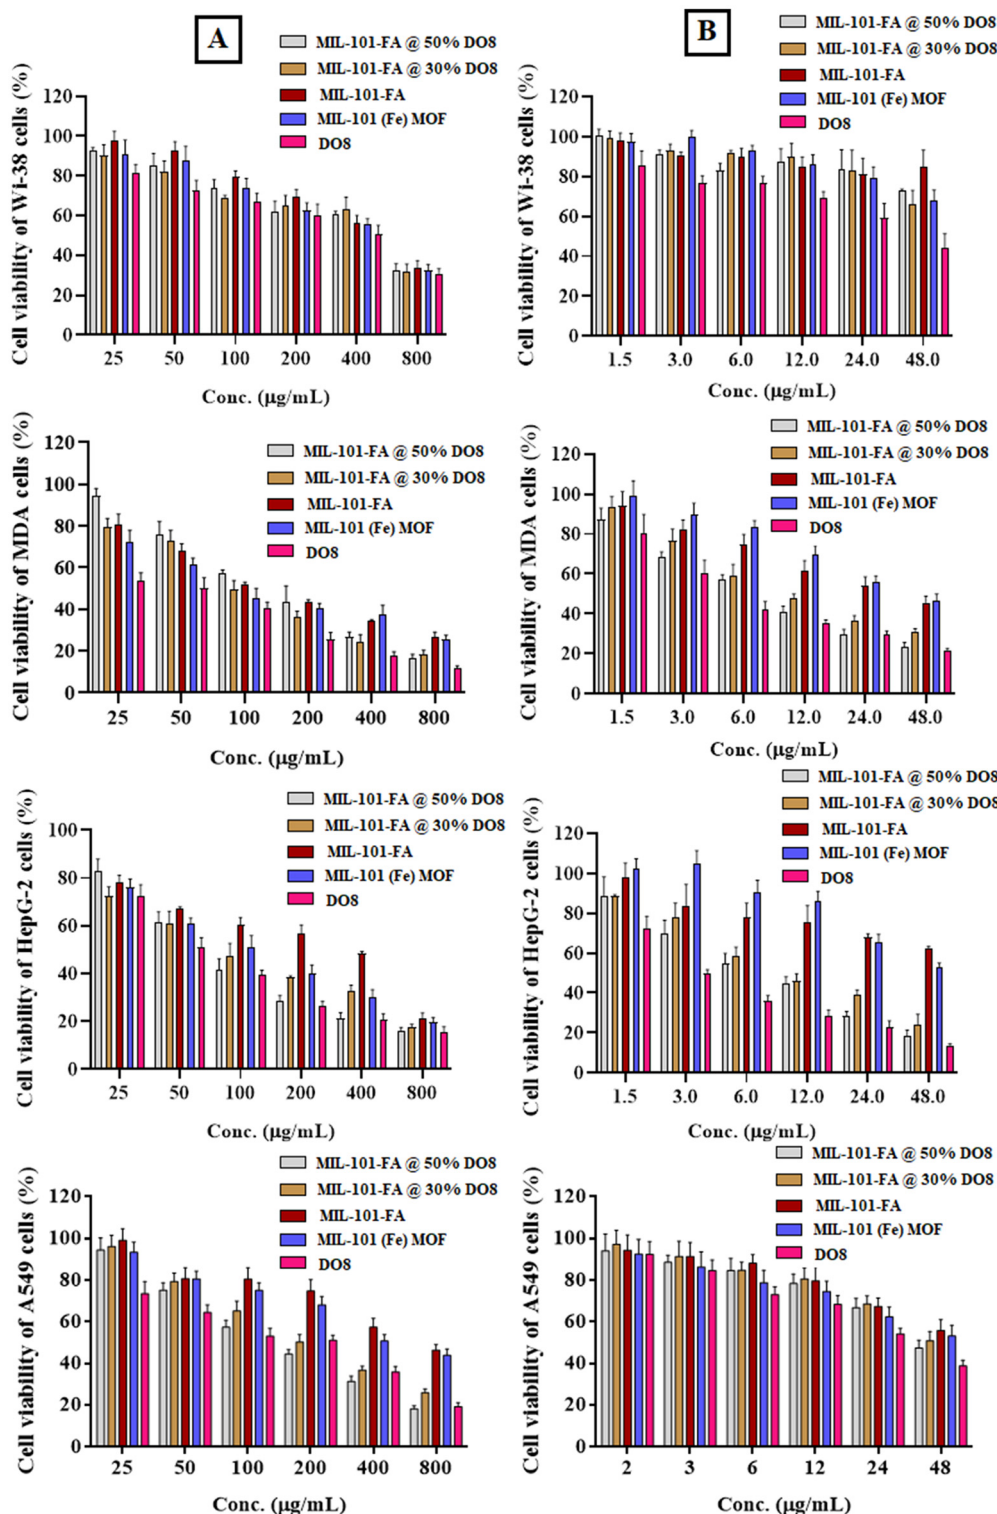 A
MIL-101-FA @ 50% DO8
MIL-101-FA @ 30% DO8
MIL-101-FA
MIL-101 (Fe) MOF
DO8
Cell viability of Wi-38 cells (%)
120
100
80
60
40
20
0
25 50 100 200 400 800
Conc. (µg/mL)
B
MIL-101-FA @ 50% DO8
MIL-101-FA @ 30% DO8
MIL-101-FA
MIL-101 (Fe) MOF
DO8
Cell viability of Wi-38 cells (%)
120
100
80
60
40
20
0
1.5 3.0 6.0 12.0 24.0 48.0
Conc. (µg/mL)
MIL-101-FA @ 50% DO8
MIL-101-FA @ 30% DO8
MIL-101-FA
MIL-101 (Fe) MOF
DO8
Cell viability of MDA cells (%)
120
100
80
60
40
20
0
25 50 100 200 400 800
Conc. (µg/mL)
MIL-101-FA @ 50% DO8
MIL-101-FA @ 30% DO8
MIL-101-FA
MIL-101 (Fe) MOF
DO8
Cell viability of MDA cells (%)
120
100
80
60
40
20
0
1.5 3.0 6.0 12.0 24.0 48.0
Conc. (µg/mL)
MIL-101-FA @ 50% DO8
MIL-101-FA @ 30% DO8
MIL-101-FA
MIL-101 (Fe) MOF
DO8
Cell viability of HepG-2 cells (%)
100
80
60
40
20
0
25 50 100 200 400 800
Conc. (µg/mL)
MIL-101-FA @ 50% DO8
MIL-101-FA @ 30% DO8
MIL-101-FA
MIL-101 (Fe) MOF
DO8
Cell viability of HepG-2 cells (%)
120
100
80
60
40
20
0
1.5 3.0 6.0 12.0 24.0 48.0
Conc. (µg/mL)
MIL-101-FA @ 50% DO8
MIL-101-FA @ 30% DO8
MIL-101-FA
MIL-101 (Fe) MOF
DO8
Cell viability of A549 cells (%)
120
100
80
60
40
20
0
25 50 100 200 400 800
Conc. (µg/mL)
MIL-101-FA @ 50% DO8
MIL-101-FA @ 30% DO8
MIL-101-FA
MIL-101 (Fe) MOF
DO8
Cell viability of A549 cells (%)
120
100
80
60
40
20
0
2 3 6 12 24 48
Conc. (µg/mL)